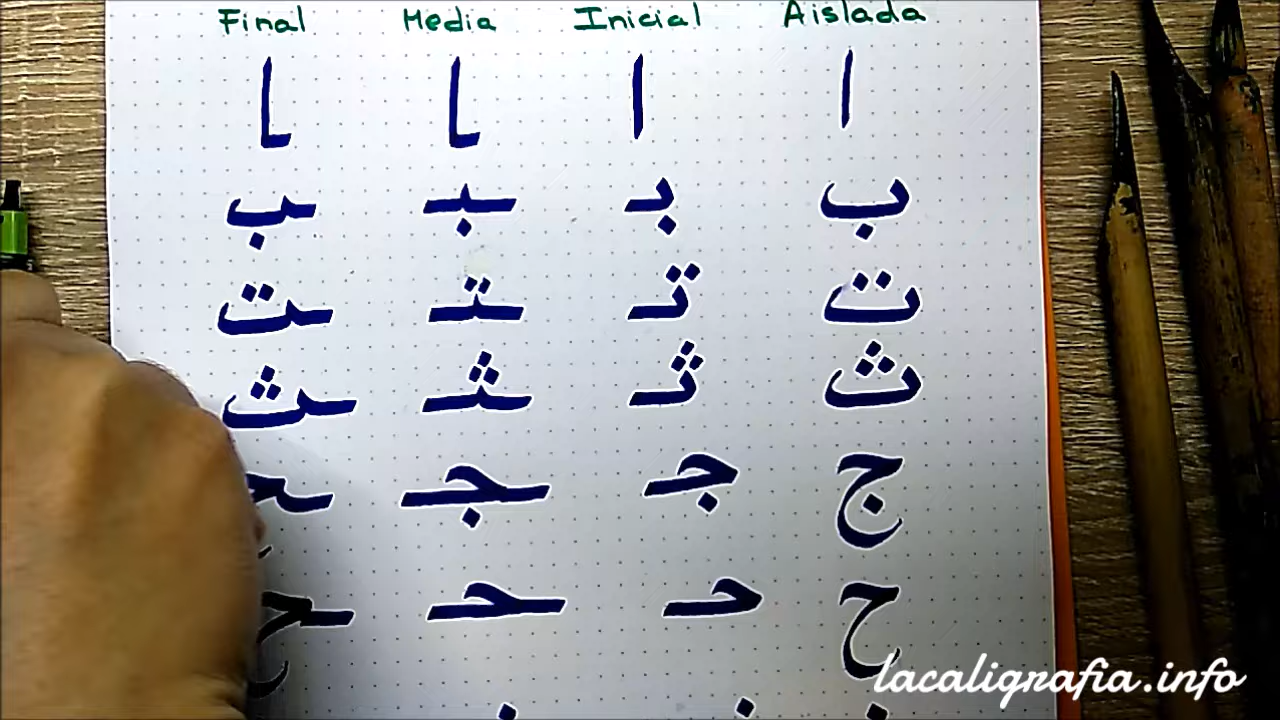 Final Media Inicial Aislada
ـا ـا ا ا
ـب ـبـ بـ ب
ـت ـتـ تـ ت
ـث ـثـ ثـ ث
ـجـ جـ ج
ـح ـحـ حـ ح
lacaligrafia.info